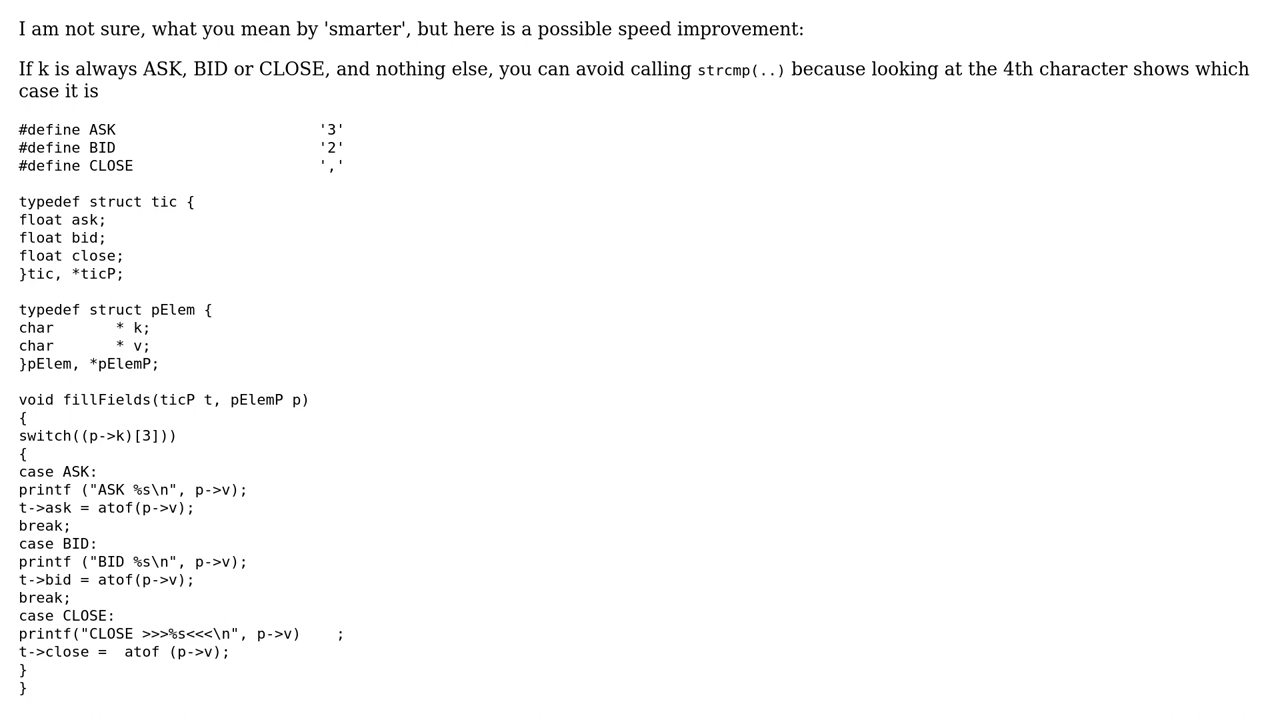 I am not sure, what you mean by 'smarter', but here is a possible speed improvement:
If k is always ASK, BID or CLOSE, and nothing else, you can avoid calling strcmp(..) because looking at the 4th character shows which
case it is
#define ASK                       '3'
#define BID                       '2'
#define CLOSE                     ','
typedef struct tic {
float ask;
float bid;
float close;
}tic, *ticP;
typedef struct pElem {
char       * k;
char       * v;
}pElem, *pElemP;
void fillFields(ticP t, pElemP p)
{
switch((p->k)[3]))
{
case ASK:
printf ("ASK %s\n", p->v);
t->ask = atof(p->v);
break;
case BID:
printf ("BID %s\n", p->v);
t->bid = atof(p->v);
break;
case CLOSE:
printf("CLOSE >>>%s<<<\n", p->v)    ;
t->close =  atof (p->v);
}
}